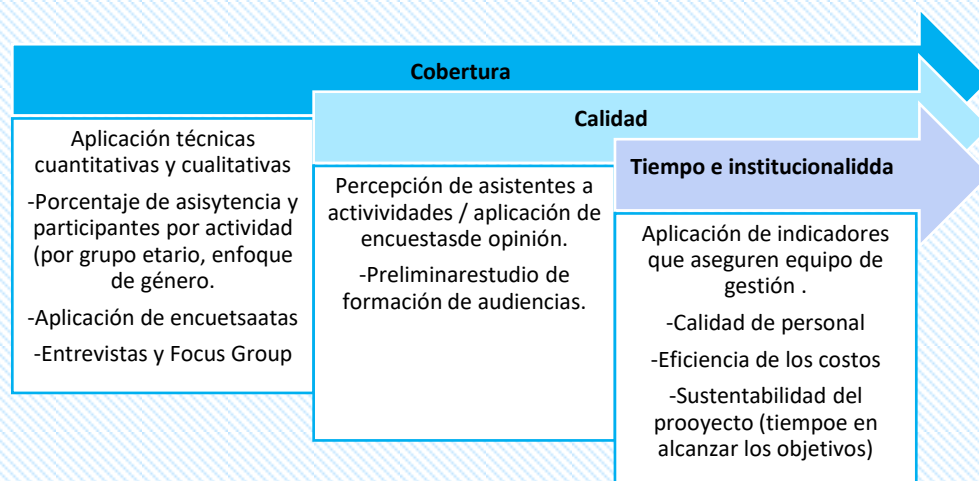 Cobertura
Aplicación técnicas
cuantitativas y cualitativas
-Porcentaje de asisytencia y
participantes por actividad
(por grupo etario, enfoque
de género.
-Aplicación de encuetsaatas
-Entrevistas y Focus Group
Calidad
Percepción de asistentes a
activividades / aplicación de
encuestasde opinión.
-Preliminarestudio de
formación de audiencias.
Tiempo e institucionalidda
Aplicación de indicadores
que aseguren equipo de
gestión .
-Calidad de personal
-Eficiencia de los costos
-Sustentabilidad del
prooyecto (tiempoe en
alcanzar los objetivos)